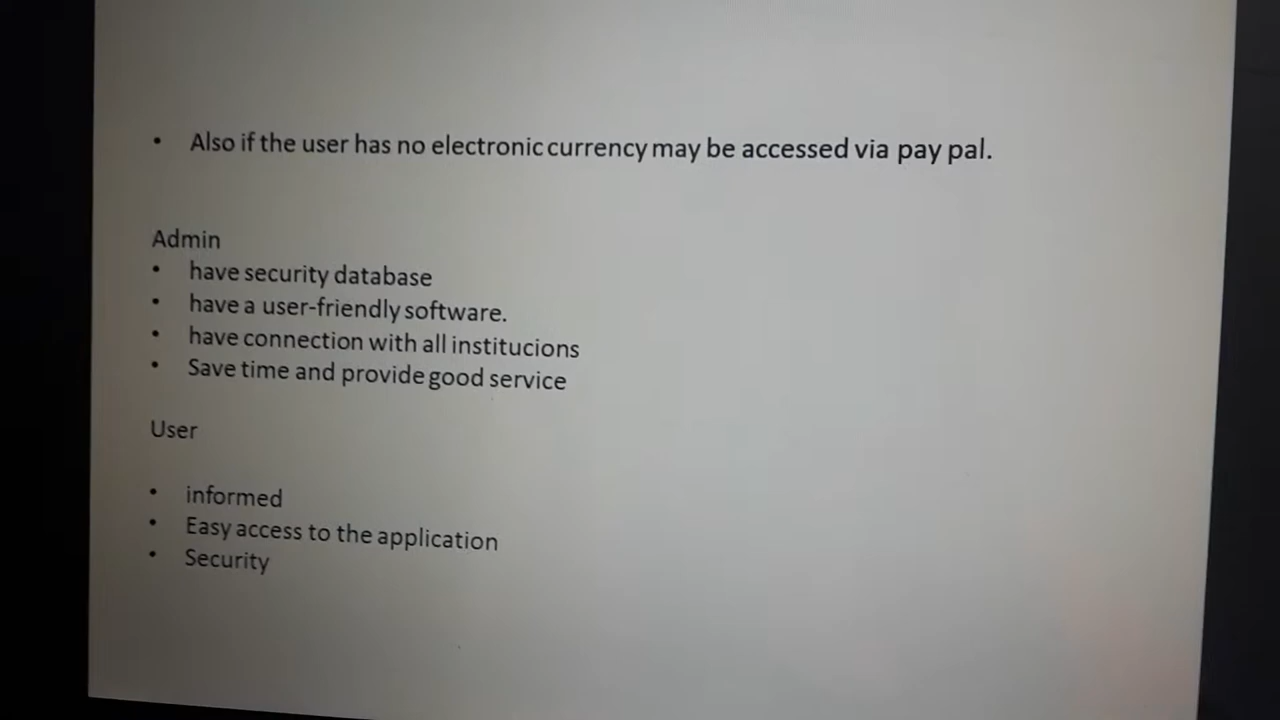 • Also if the user has no electronic currency may be accessed via pay pal.
Admin
• have security database
• have a user-friendly software.
• have connection with all institucions
• Save time and provide good service
User
• informed
• Easy access to the application
• Security